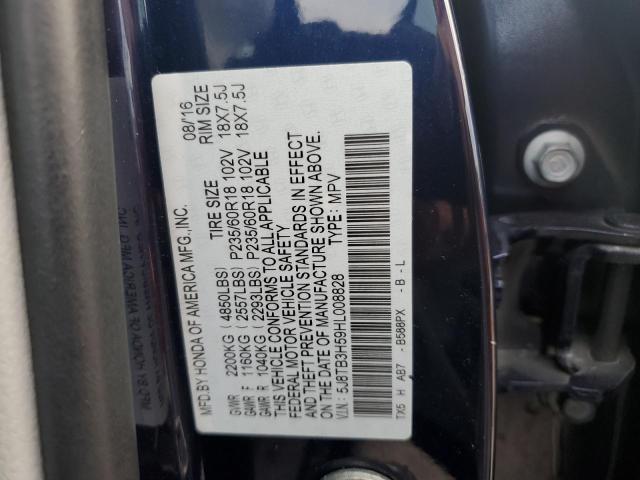 MFD.BY HONDA OF AMERICA MFG.,INC. 08/'16
TIRE SIZE RIM SIZE
GVWR 2200KG ( 4850LBS) P235/60R18 102V 18X7.5J
GAWR F 1160KG ( 2557LBS) P235/60R18 102V 18X7.5J
GAWR R 1040KG ( 2293LBS)
THIS VEHICLE CONFORMS TO ALL APPLICABLE
FEDERAL MOTOR VEHICLE SAFETY
AND THEFT PREVENTION STANDARDS IN EFFECT
ON THE DATE OF MANUFACTURE SHOWN ABOVE.
V.I.N.: 5J8TB3H59HL008828 TYPE: MPV
TX5 H AB7 - B588PX - B - L